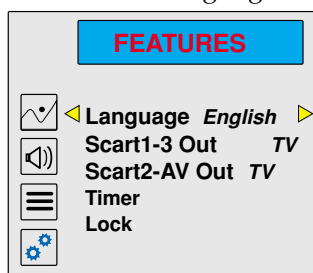 FEATURES
Language English
Scart1-3 Out TV
Scart2-AV Out TV
Timer
Lock